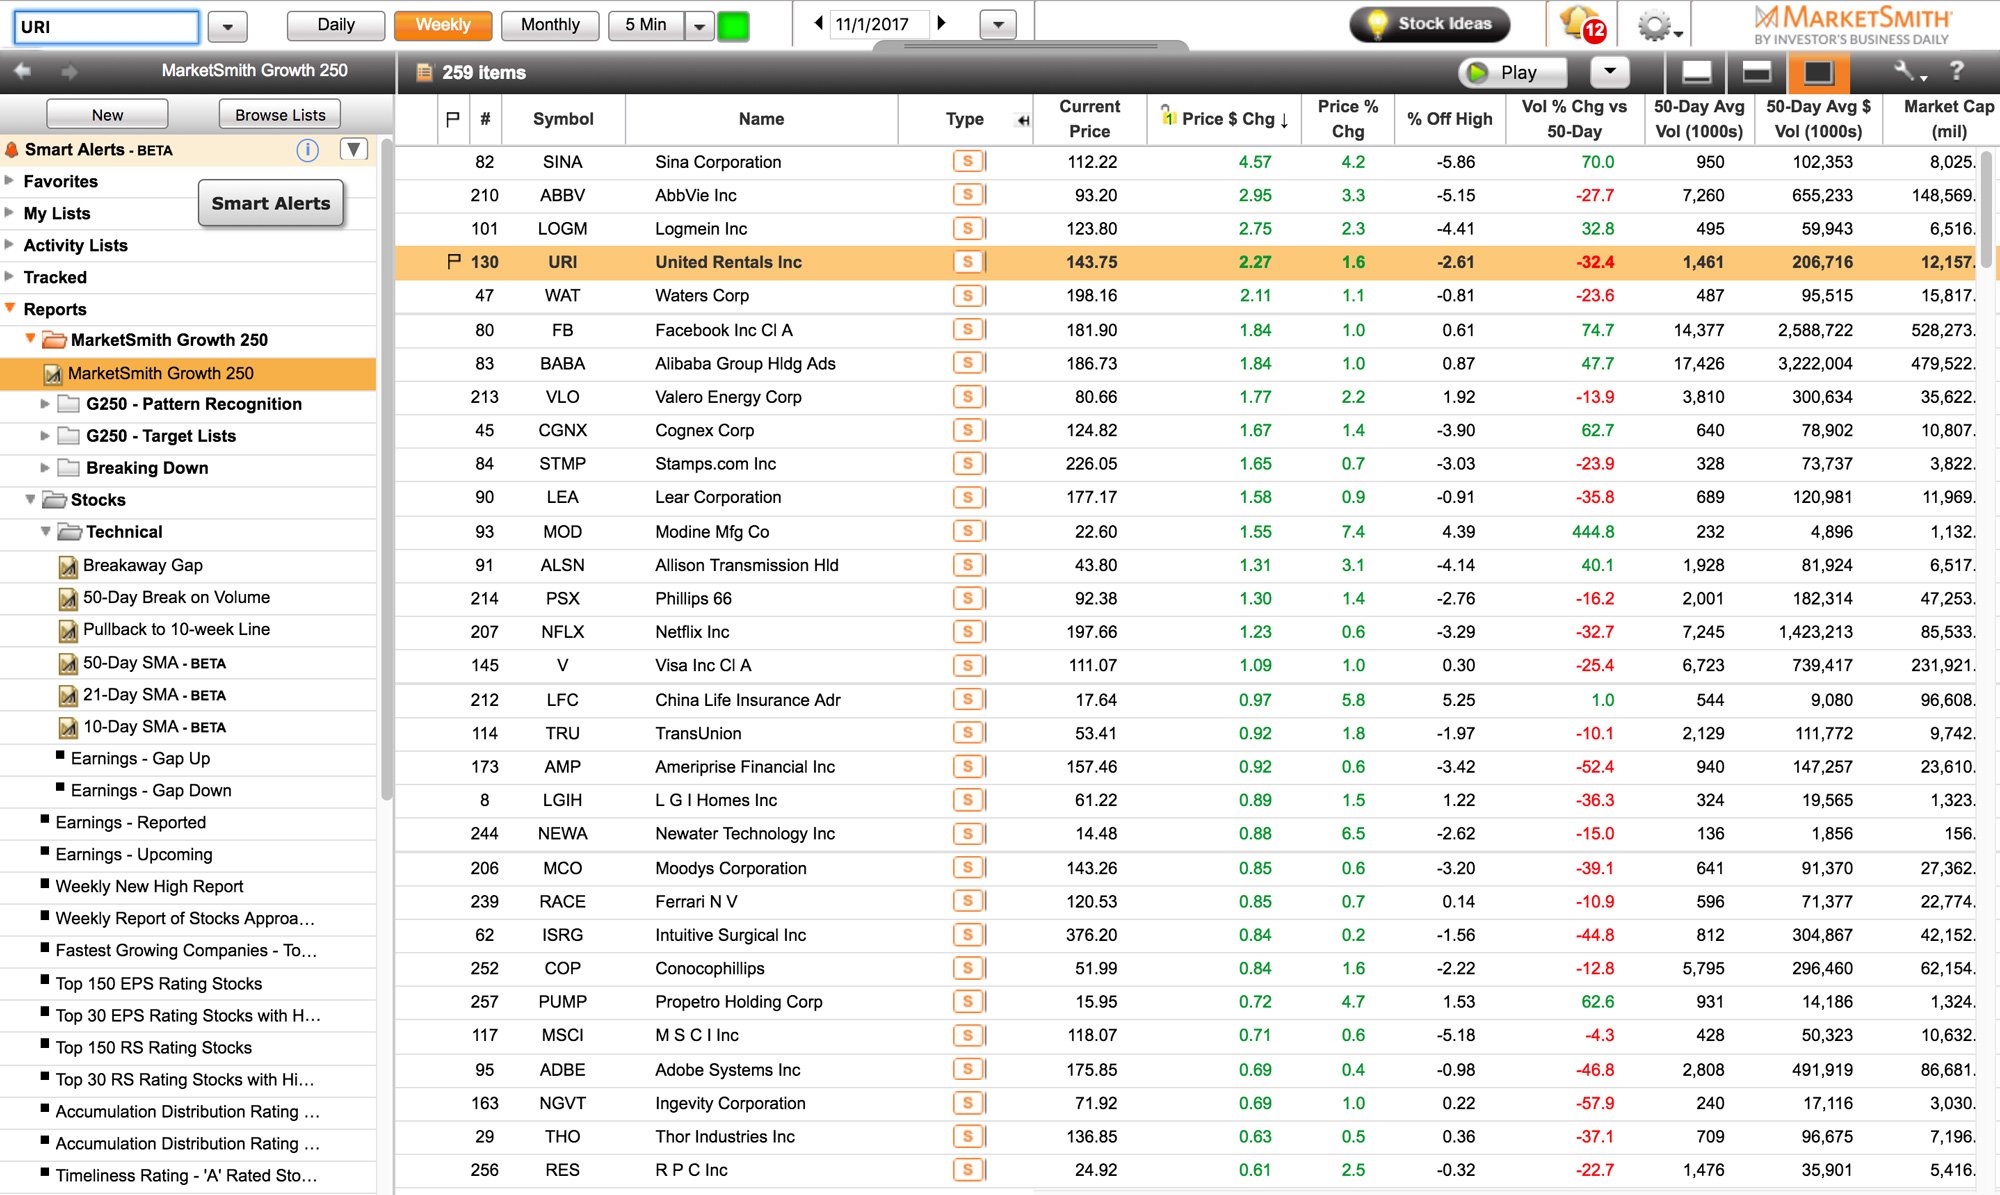 URI Daily Weekly Monthly 5 Min 11/1/2017 Stock Ideas 12 MARKETSMITH
BY INVESTOR'S BUSINESS DAILY
MarketSmith Growth 250
259 items Play ?
New Browse Lists
Smart Alerts - BETA i
Favorites
Smart Alerts
My Lists
Activity Lists
Tracked
Reports
MarketSmith Growth 250
MarketSmith Growth 250
G250 - Pattern Recognition
G250 - Target Lists
Breaking Down
Stocks
Technical
Breakaway Gap
50-Day Break on Volume
Pullback to 10-week Line
50-Day SMA - BETA
21-Day SMA - BETA
10-Day SMA - BETA
Earnings - Gap Up
Earnings - Gap Down
Earnings - Reported
Earnings - Upcoming
Weekly New High Report
Weekly Report of Stocks Approa...
Fastest Growing Companies - To...
Top 150 EPS Rating Stocks
Top 30 EPS Rating Stocks with H...
Top 150 RS Rating Stocks
Top 30 RS Rating Stocks with Hi...
Accumulation Distribution Rating ...
Accumulation Distribution Rating ...
Timeliness Rating - 'A' Rated Sto...
# Symbol Name Type Current Price 1 Price $ Chg ↓ Price % Chg % Off High Vol % Chg vs 50-Day 50-Day Avg Vol (1000s) 50-Day Avg $ Vol (1000s) Market Cap (mil)
82 SINA Sina Corporation S 112.22 4.57 4.2 -5.86 70.0 950 102,353 8,025.
210 ABBV AbbVie Inc S 93.20 2.95 3.3 -5.15 -27.7 7,260 655,233 148,569.
101 LOGM Logmein Inc S 123.80 2.75 2.3 -4.41 32.8 495 59,943 6,516.
130 URI United Rentals Inc S 143.75 2.27 1.6 -2.61 -32.4 1,461 206,716 12,157.
47 WAT Waters Corp S 198.16 2.11 1.1 -0.81 -23.6 487 95,515 15,817.
80 FB Facebook Inc Cl A S 181.90 1.84 1.0 0.61 74.7 14,377 2,588,722 528,273.
83 BABA Alibaba Group Hldg Ads S 186.73 1.84 1.0 0.87 47.7 17,426 3,222,004 479,522.
213 VLO Valero Energy Corp S 80.66 1.77 2.2 1.92 -13.9 3,810 300,634 35,622.
45 CGNX Cognex Corp S 124.82 1.67 1.4 -3.90 62.7 640 78,902 10,807.
84 STMP Stamps.com Inc S 226.05 1.65 0.7 -3.03 -23.9 328 73,737 3,822.
90 LEA Lear Corporation S 177.17 1.58 0.9 -0.91 -35.8 689 120,981 11,969.
93 MOD Modine Mfg Co S 22.60 1.55 7.4 4.39 444.8 232 4,896 1,132.
91 ALSN Allison Transmission Hld S 43.80 1.31 3.1 -4.14 40.1 1,928 81,924 6,517.
214 PSX Phillips 66 S 92.38 1.30 1.4 -2.76 -16.2 2,001 182,314 47,253.
207 NFLX Netflix Inc S 197.66 1.23 0.6 -3.29 -32.7 7,245 1,423,213 85,533.
145 V Visa Inc Cl A S 111.07 1.09 1.0 0.30 -25.4 6,723 739,417 231,921.
212 LFC China Life Insurance Adr S 17.64 0.97 5.8 5.25 1.0 544 9,080 96,608.
114 TRU TransUnion S 53.41 0.92 1.8 -1.97 -10.1 2,129 111,772 9,742.
173 AMP Ameriprise Financial Inc S 157.46 0.92 0.6 -3.42 -52.4 940 147,257 23,610.
8 LGIH L G I Homes Inc S 61.22 0.89 1.5 1.22 -36.3 324 19,565 1,323.
244 NEWA Newater Technology Inc S 14.48 0.88 6.5 -2.62 -15.0 136 1,856 156.
206 MCO Moodys Corporation S 143.26 0.85 0.6 -3.20 -39.1 641 91,370 27,362.
239 RACE Ferrari N V S 120.53 0.85 0.7 0.14 -10.9 596 71,377 22,774.
62 ISRG Intuitive Surgical Inc S 376.20 0.84 0.2 -1.56 -44.8 812 304,867 42,152.
252 COP Conocophillips S 51.99 0.84 1.6 -2.22 -12.8 5,795 296,460 62,154.
257 PUMP Propetro Holding Corp S 15.95 0.72 4.7 1.53 62.6 931 14,186 1,324.
117 MSCI M S C I Inc S 118.07 0.71 0.6 -5.18 -4.3 428 50,323 10,632.
95 ADBE Adobe Systems Inc S 175.85 0.69 0.4 -0.98 -46.8 2,808 491,919 86,681.
163 NGVT Ingevity Corporation S 71.92 0.69 1.0 0.22 -57.9 240 17,116 3,030.
29 THO Thor Industries Inc S 136.85 0.63 0.5 0.36 -37.1 709 96,675 7,196.
256 RES R P C Inc S 24.92 0.61 2.5 -0.32 -22.7 1,476 35,901 5,416.